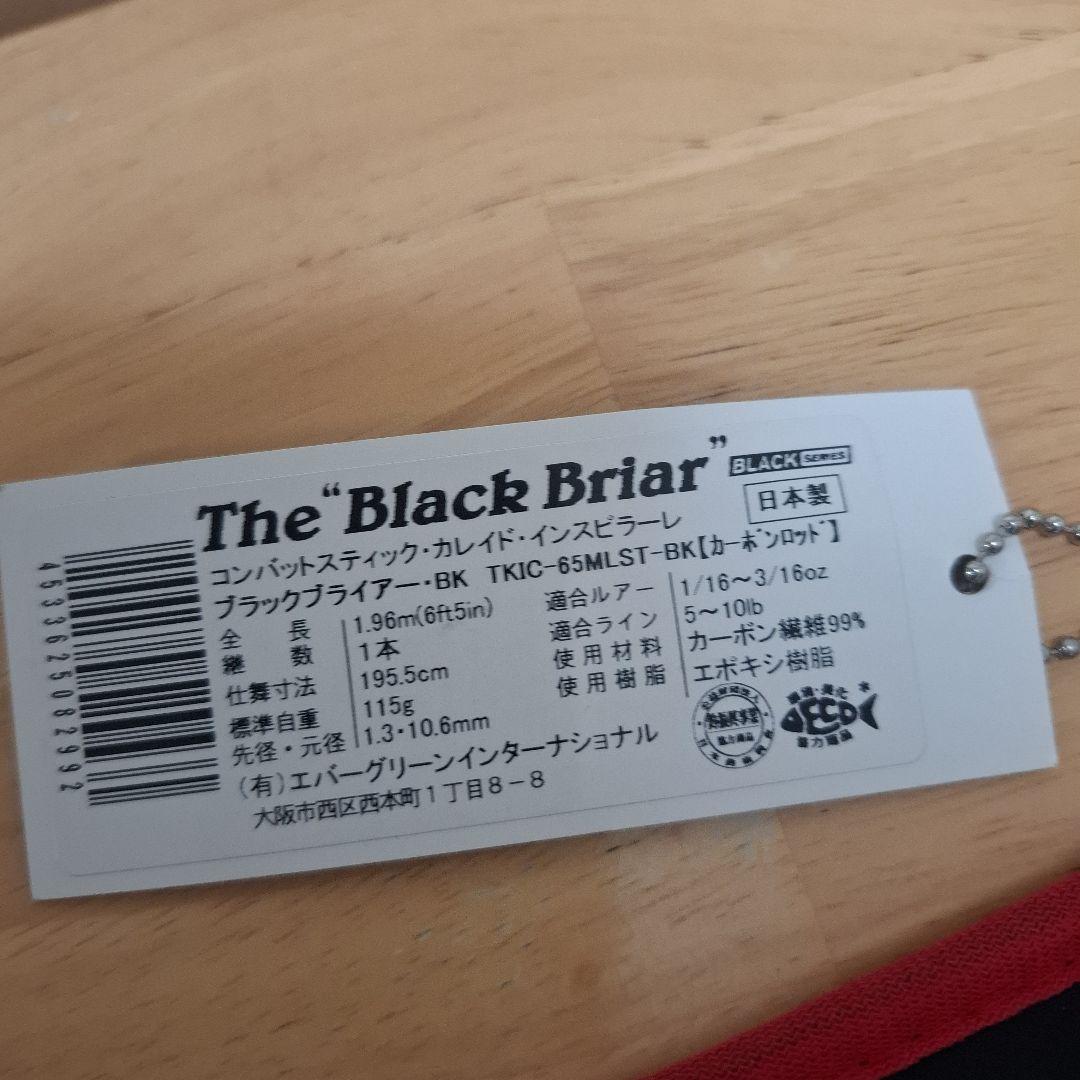 The “Black Briar” BLACK SERIES
日本製
コンバットスティック・カレイド・インスピラーレ
ブラックブライアー・BK TKIC-65MLST-BK【カーボンロッド】
全長 1.96m(6ft5in)
継数 1本
仕舞寸法 195.5cm
標準自重 115g
先径・元径 1.3・10.6mm
適合ルアー 1/16〜3/16oz
適合ライン 5〜10lb
使用材料 カーボン繊維99%
使用樹脂 エポキシ樹脂
(有)エバーグリーンインターナショナル
大阪市西区西本町1丁目8-8
4533625082992
ECO
協力商品